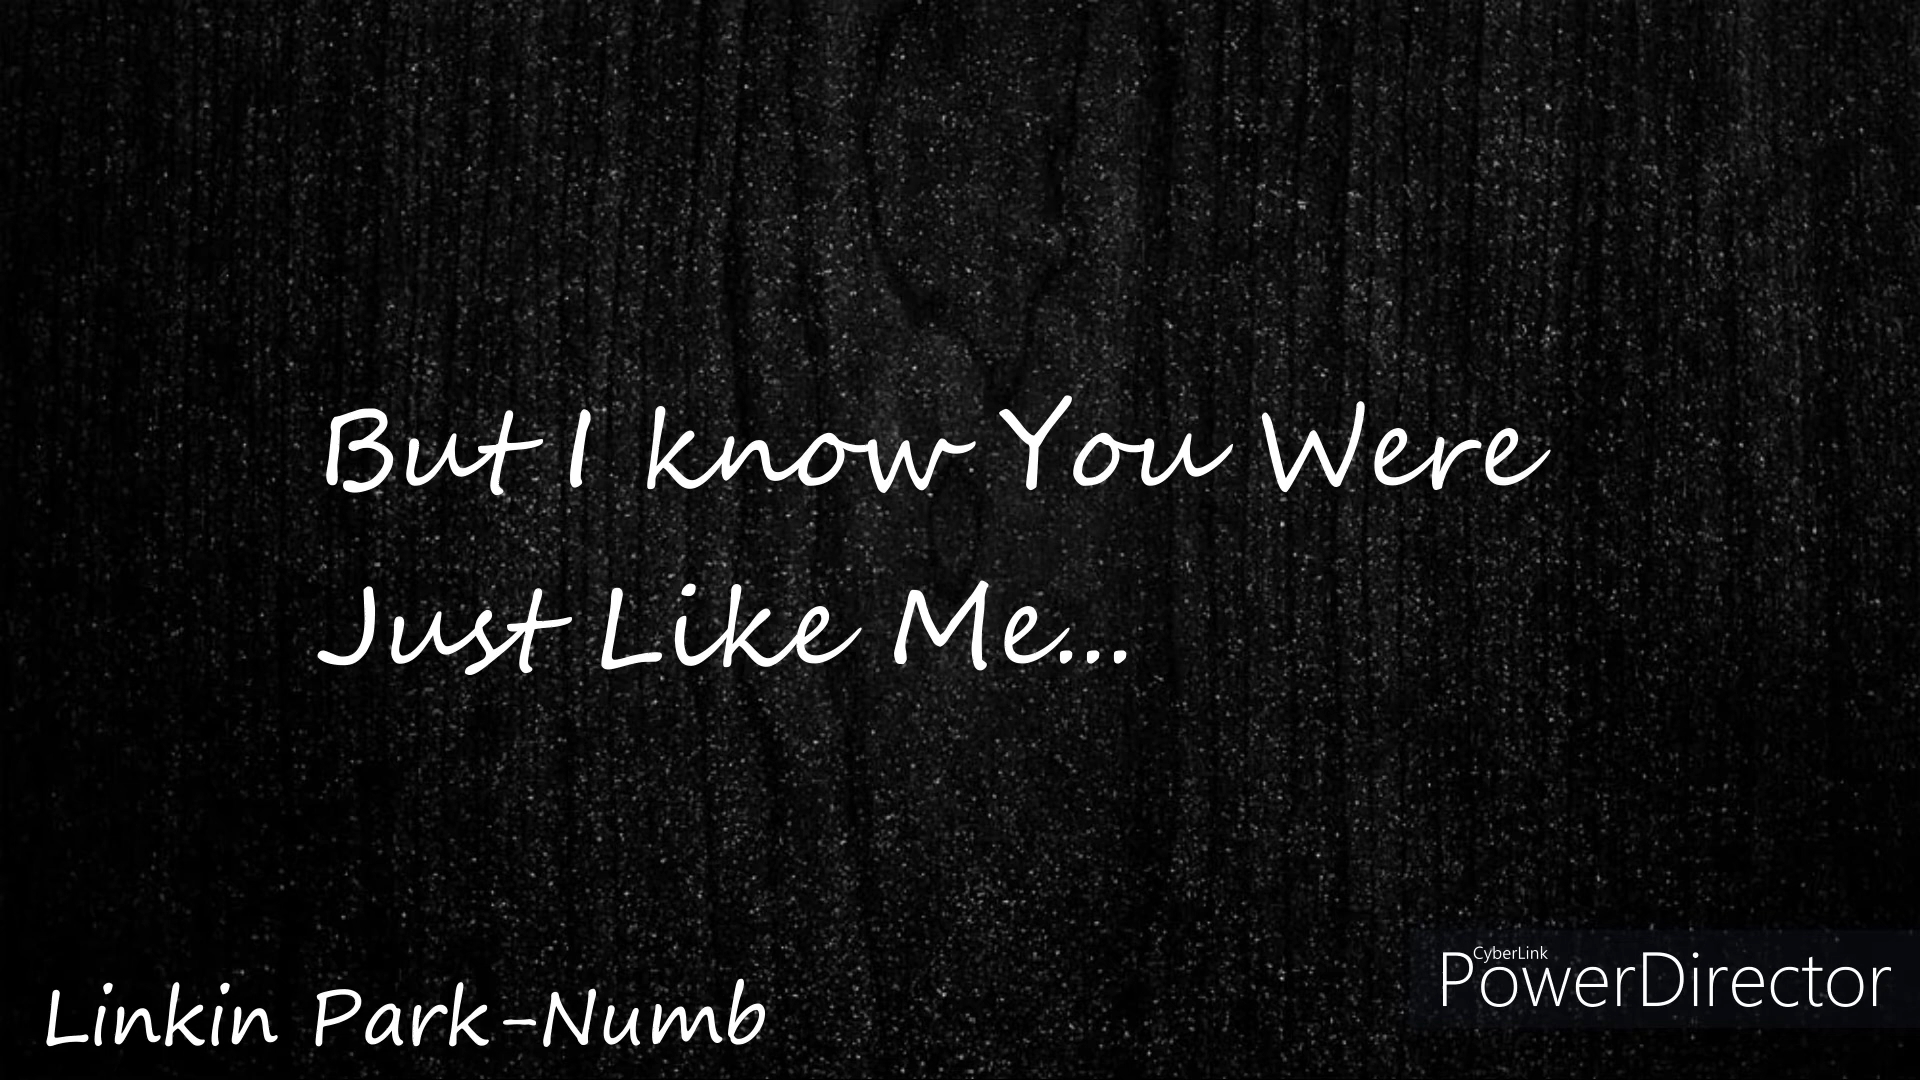 But I know You Were
Just Like Me...
Linkin Park-Numb
CyberLink
PowerDirector